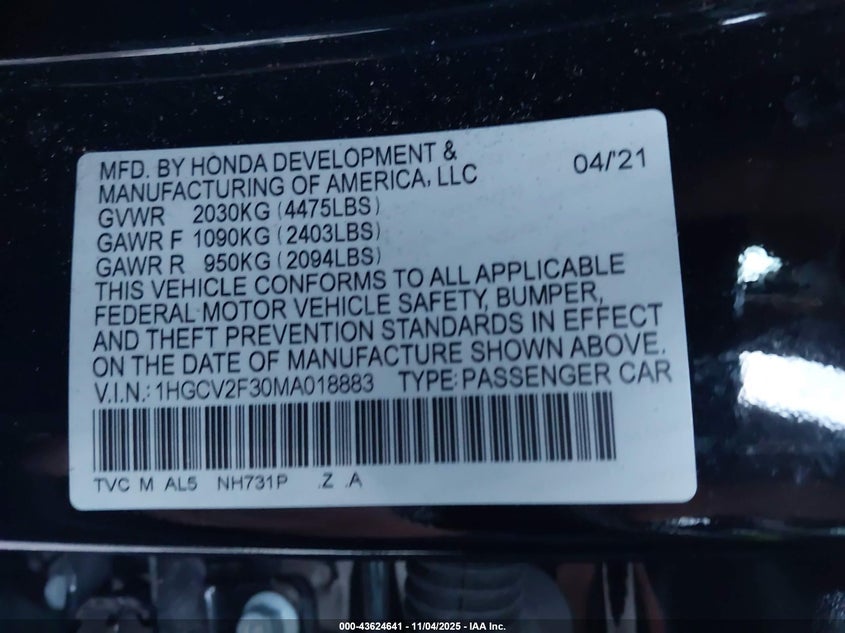 MFD. BY HONDA DEVELOPMENT & 04/'21
MANUFACTURING OF AMERICA, LLC
GVWR 2030KG (4475LBS)
GAWR F 1090KG (2403LBS)
GAWR R 950KG (2094LBS)
THIS VEHICLE CONFORMS TO ALL APPLICABLE
FEDERAL MOTOR VEHICLE SAFETY, BUMPER,
AND THEFT PREVENTION STANDARDS IN EFFECT
ON THE DATE OF MANUFACTURE SHOWN ABOVE.
V.I.N.: 1HGCV2F30MA018883 TYPE: PASSENGER CAR
TVC M AL5 NH731P .Z .A
000-43624641 - 11/04/2025 - IAA Inc.